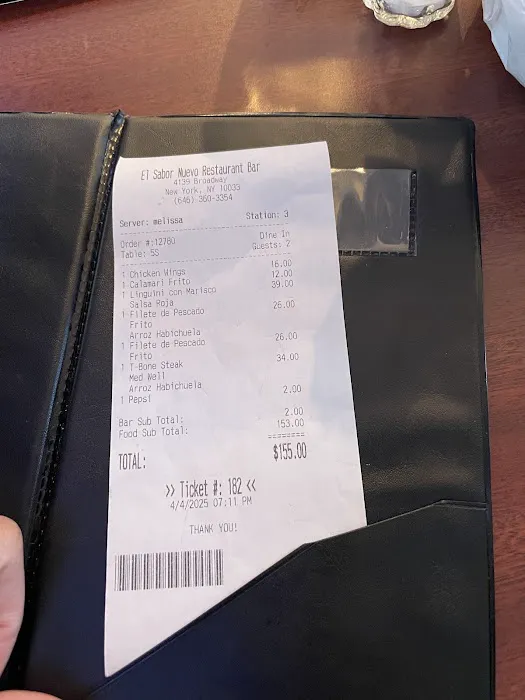 El Sabor Nuevo Restaurant Bar
4139 Broadway
New York, NY 10033
(646) 360-3354
Server: melissa Station: 3
Order #:12780 Dine In
Table: 55 Guests: 2
1 Chicken Wings 16.00
1 Calamari Frito 12.00
1 Linguini con Marisco 39.00
Salsa Roja
1 Filete de Pescado 26.00
Frito
Arroz Habichuela
1 Filete de Pescado 26.00
Frito
1 T-Bone Steak 34.00
Med Well
Arroz Habichuela
1 Pepsi 2.00
Bar Sub Total: 2.00
Food Sub Total: 153.00
========
TOTAL: $155.00
>> Ticket #: 182 <<
4/4/2025 07:11 PM
THANK YOU!